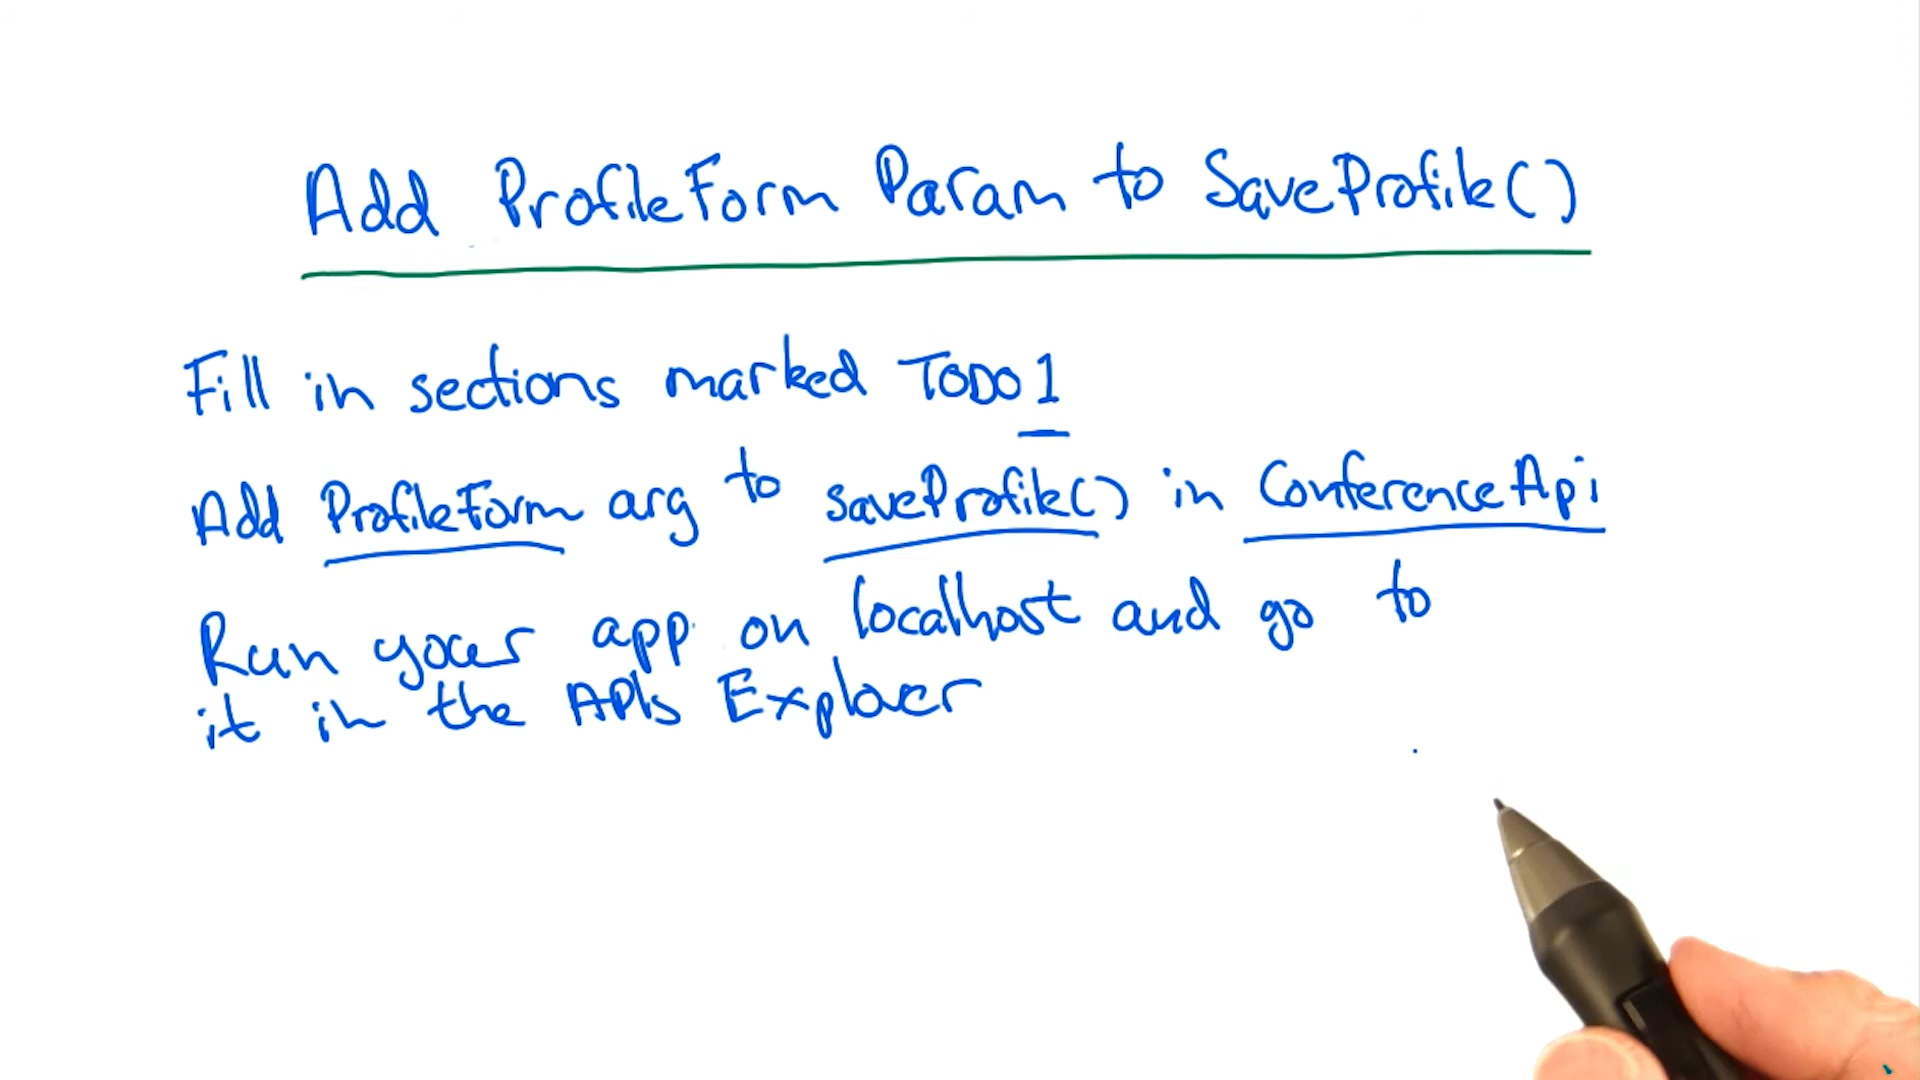 Add ProfileForm Param to SaveProfile()
Fill in sections marked TODO 1
Add ProfileForm arg to saveProfile() in ConferenceApi
Run your app on localhost and go to
it in the APIs Explorer